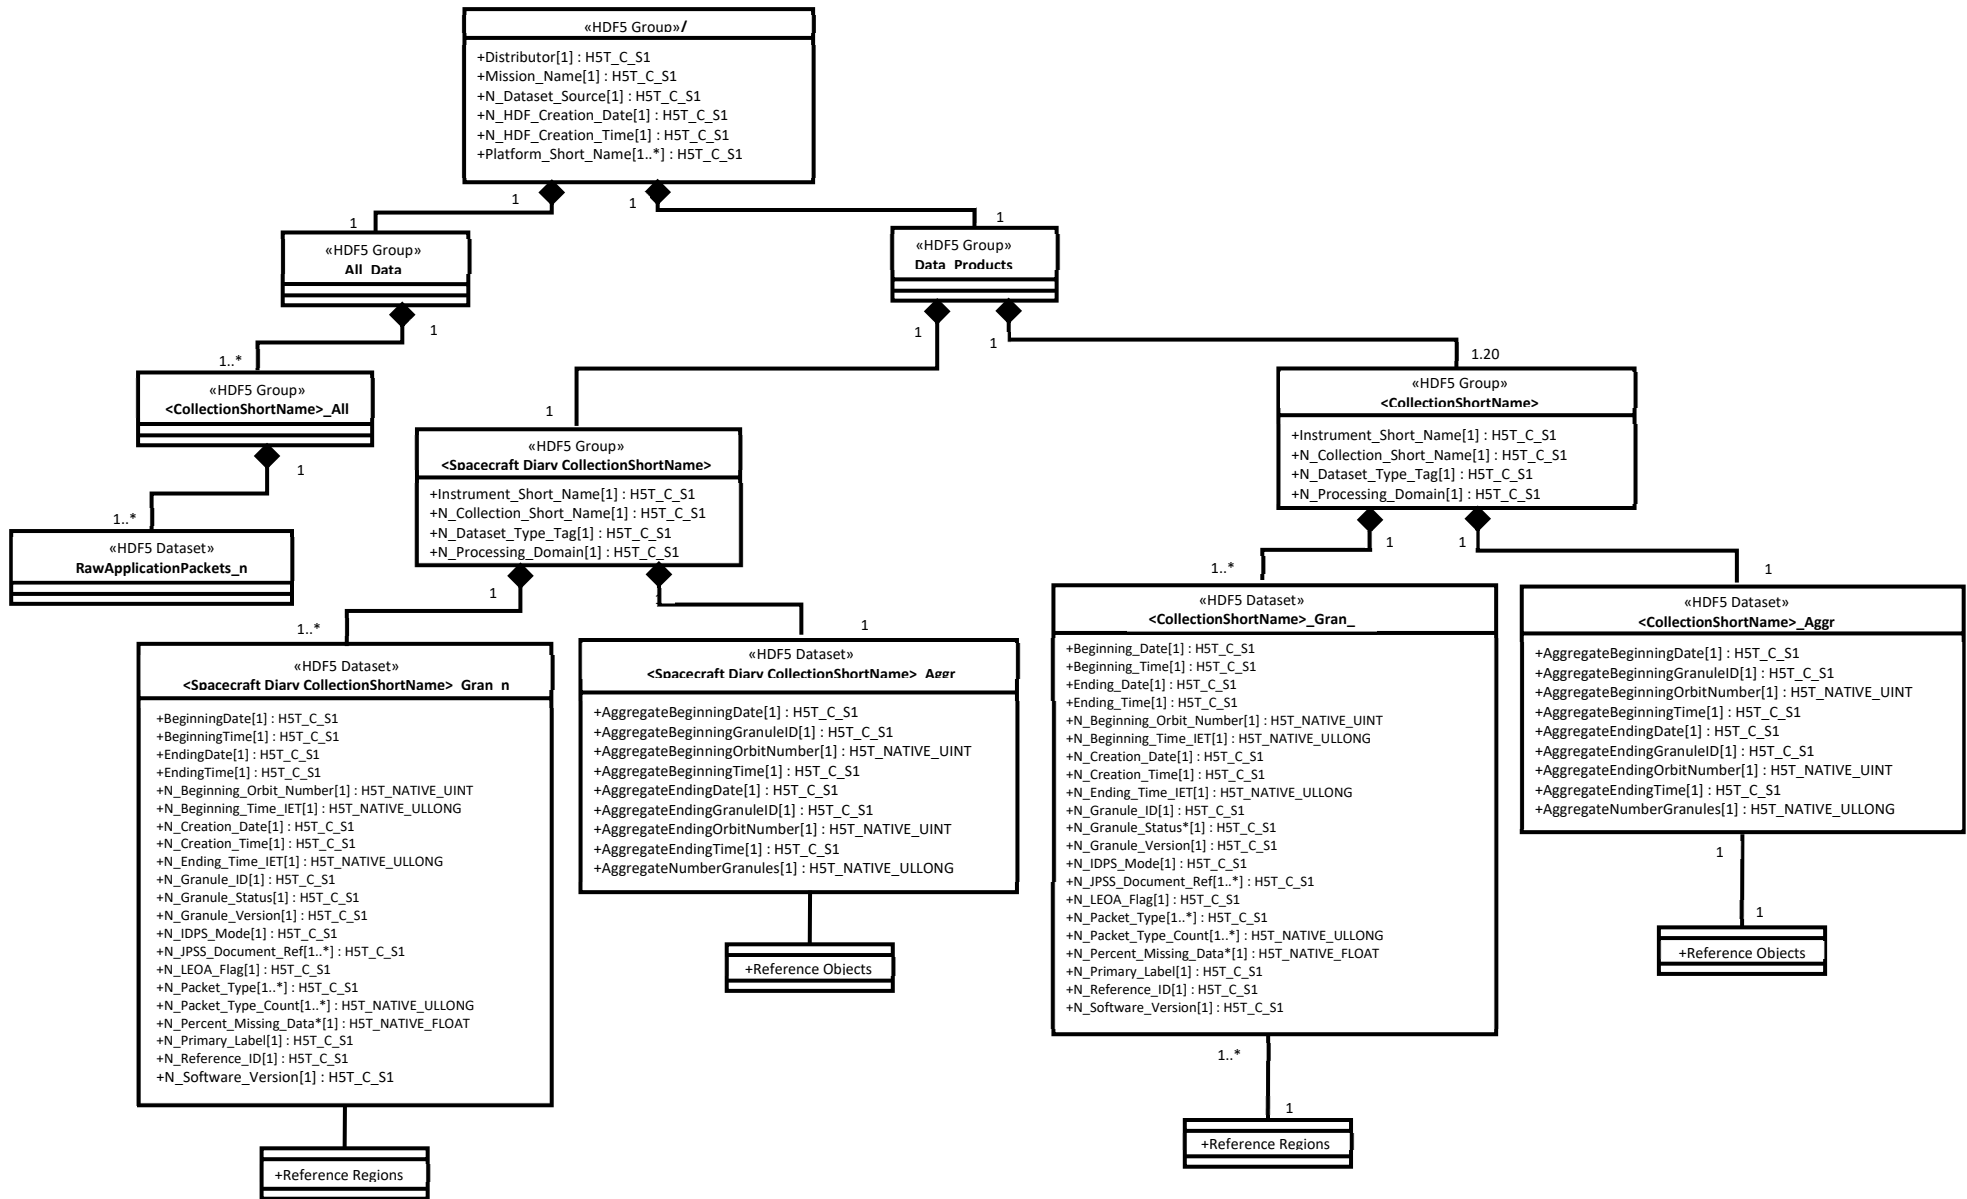 «HDF5 Group»/
+Distributor[1] : H5T_C_S1
+Mission_Name[1] : H5T_C_S1
+N_Dataset_Source[1] : H5T_C_S1
+N_HDF_Creation_Date[1] : H5T_C_S1
+N_HDF_Creation_Time[1] : H5T_C_S1
+Platform_Short_Name[1..*] : H5T_C_S1
1
1
1
1
«HDF5 Group»
All_Data
«HDF5 Group»
Data_Products
1
1
1
1..*
1.20
«HDF5 Group»
<CollectionShortName>_All
1
1..*
«HDF5 Dataset»
RawApplicationPackets_n
1
«HDF5 Group»
<Spacecraft Diary CollectionShortName>
+Instrument_Short_Name[1] : H5T_C_S1
+N_Collection_Short_Name[1] : H5T_C_S1
+N_Dataset_Type_Tag[1] : H5T_C_S1
+N_Processing_Domain[1] : H5T_C_S1
«HDF5 Group»
<CollectionShortName>
+Instrument_Short_Name[1] : H5T_C_S1
+N_Collection_Short_Name[1] : H5T_C_S1
+N_Dataset_Type_Tag[1] : H5T_C_S1
+N_Processing_Domain[1] : H5T_C_S1
1
1..*
1
1
1
1..*
1
«HDF5 Dataset»
<Spacecraft Diary CollectionShortName>_Gran_n
+BeginningDate[1] : H5T_C_S1
+BeginningTime[1] : H5T_C_S1
+EndingDate[1] : H5T_C_S1
+EndingTime[1] : H5T_C_S1
+N_Beginning_Orbit_Number[1] : H5T_NATIVE_UINT
+N_Beginning_Time_IET[1] : H5T_NATIVE_ULLONG
+N_Creation_Date[1] : H5T_C_S1
+N_Creation_Time[1] : H5T_C_S1
+N_Ending_Time_IET[1] : H5T_NATIVE_ULLONG
+N_Granule_ID[1] : H5T_C_S1
+N_Granule_Status[1] : H5T_C_S1
+N_Granule_Version[1] : H5T_C_S1
+N_IDPS_Mode[1] : H5T_C_S1
+N_JPSS_Document_Ref[1..*] : H5T_C_S1
+N_LEOA_Flag[1] : H5T_C_S1
+N_Packet_Type[1..*] : H5T_C_S1
+N_Packet_Type_Count[1..*] : H5T_NATIVE_ULLONG
+N_Percent_Missing_Data*[1] : H5T_NATIVE_FLOAT
+N_Primary_Label[1] : H5T_C_S1
+N_Reference_ID[1] : H5T_C_S1
+N_Software_Version[1] : H5T_C_S1
+Reference Regions
«HDF5 Dataset»
<Spacecraft Diary CollectionShortName>_Aggr
+AggregateBeginningDate[1] : H5T_C_S1
+AggregateBeginningGranuleID[1] : H5T_C_S1
+AggregateBeginningOrbitNumber[1] : H5T_NATIVE_UINT
+AggregateBeginningTime[1] : H5T_C_S1
+AggregateEndingDate[1] : H5T_C_S1
+AggregateEndingGranuleID[1] : H5T_C_S1
+AggregateEndingOrbitNumber[1] : H5T_NATIVE_UINT
+AggregateEndingTime[1] : H5T_C_S1
+AggregateNumberGranules[1] : H5T_NATIVE_ULLONG
+Reference Objects
«HDF5 Dataset»
<CollectionShortName>_Gran_
+Beginning_Date[1] : H5T_C_S1
+Beginning_Time[1] : H5T_C_S1
+Ending_Date[1] : H5T_C_S1
+Ending_Time[1] : H5T_C_S1
+N_Beginning_Orbit_Number[1] : H5T_NATIVE_UINT
+N_Beginning_Time_IET[1] : H5T_NATIVE_ULLONG
+N_Creation_Date[1] : H5T_C_S1
+N_Creation_Time[1] : H5T_C_S1
+N_Ending_Time_IET[1] : H5T_NATIVE_ULLONG
+N_Granule_ID[1] : H5T_C_S1
+N_Granule_Status*[1] : H5T_C_S1
+N_Granule_Version[1] : H5T_C_S1
+N_IDPS_Mode[1] : H5T_C_S1
+N_JPSS_Document_Ref[1..*] : H5T_C_S1
+N_LEOA_Flag[1] : H5T_C_S1
+N_Packet_Type[1..*] : H5T_C_S1
+N_Packet_Type_Count[1..*] : H5T_NATIVE_ULLONG
+N_Percent_Missing_Data*[1] : H5T_NATIVE_FLOAT
+N_Primary_Label[1] : H5T_C_S1
+N_Reference_ID[1] : H5T_C_S1
+N_Software_Version[1] : H5T_C_S1
1..*
1
+Reference Regions
«HDF5 Dataset»
<CollectionShortName>_Aggr
+AggregateBeginningDate[1] : H5T_C_S1
+AggregateBeginningGranuleID[1] : H5T_C_S1
+AggregateBeginningOrbitNumber[1] : H5T_NATIVE_UINT
+AggregateBeginningTime[1] : H5T_C_S1
+AggregateEndingDate[1] : H5T_C_S1
+AggregateEndingGranuleID[1] : H5T_C_S1
+AggregateEndingOrbitNumber[1] : H5T_NATIVE_UINT
+AggregateEndingTime[1] : H5T_C_S1
+AggregateNumberGranules[1] : H5T_NATIVE_ULLONG
1
1
+Reference Objects